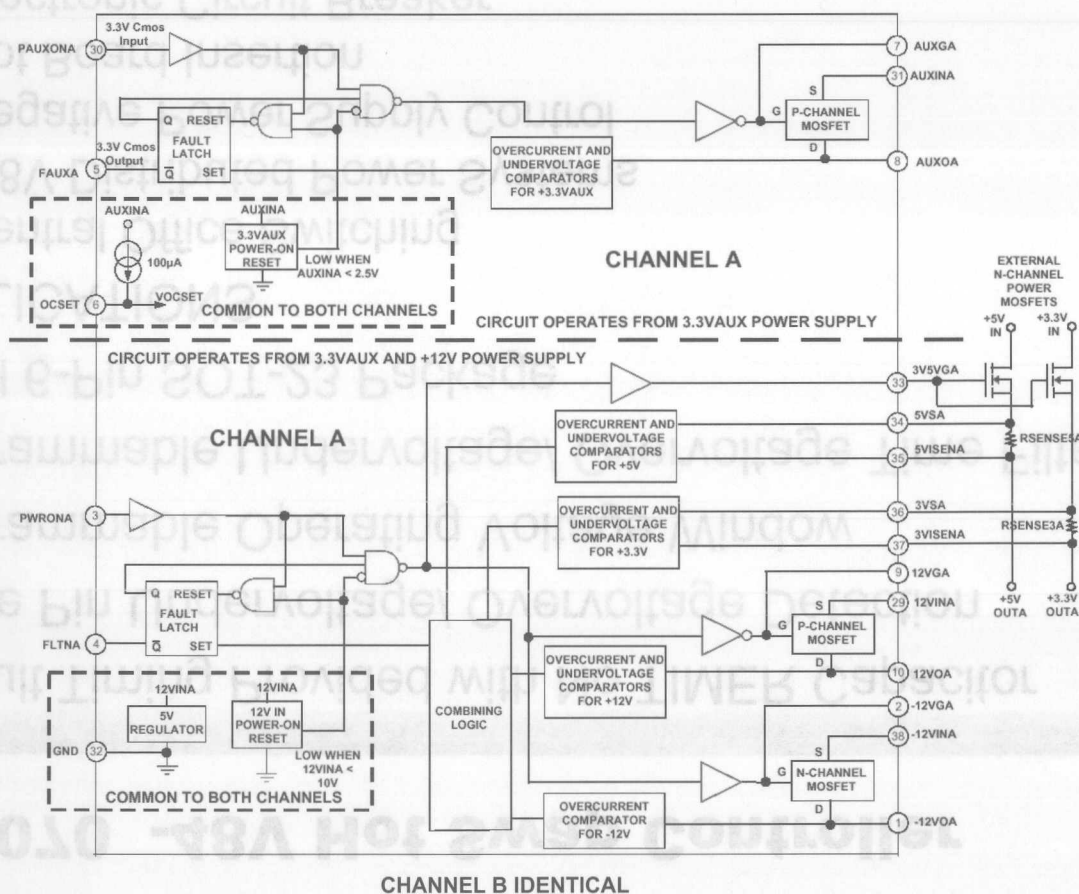 3.3V Cmos
Input
PAUXONA 30
7 AUXGA
31 AUXINA
S
G P-CHANNEL
MOSFET
D
8 AUXOA
Q RESET
FAULT
LATCH
Q SET
3.3V Cmos
Output
FAUXA 5
OVERCURRENT AND
UNDERVOLTAGE
COMPARATORS
FOR +3.3VAUX
AUXINA
100µA
OCSET 6 VOCSET
AUXINA
3.3VAUX
POWER-ON
RESET
LOW WHEN
AUXINA < 2.5V
COMMON TO BOTH CHANNELS
CHANNEL A
CIRCUIT OPERATES FROM 3.3VAUX POWER SUPPLY
CIRCUIT OPERATES FROM 3.3VAUX AND +12V POWER SUPPLY
EXTERNAL
N-CHANNEL
POWER
MOSFETS
+5V
IN
+3.3V
IN
33 3V5VGA
CHANNEL A
OVERCURRENT AND
UNDERVOLTAGE
COMPARATORS
FOR +5V
34 5VSA
RSENSE5A
35 5VISENA
PWRONA 3
OVERCURRENT AND
UNDERVOLTAGE
COMPARATORS
FOR +3.3V
36 3VSA
RSENSE3A
37 3VISENA
+5V
OUTA
+3.3V
OUTA
9 12VGA
29 12VINA
S
G P-CHANNEL
MOSFET
D
10 12VOA
Q RESET
FAULT
LATCH
Q SET
FLTNA 4
OVERCURRENT AND
UNDERVOLTAGE
COMPARATORS
FOR +12V
COMBINING
LOGIC
2 -12VGA
38 -12VINA
S
G N-CHANNEL
MOSFET
D
1 -12VOA
OVERCURRENT
COMPARATOR
FOR -12V
12VINA
5V
REGULATOR
12VINA
12V IN
POWER-ON
RESET
GND 32
LOW WHEN
12VINA <
10V
COMMON TO BOTH CHANNELS
CHANNEL B IDENTICAL